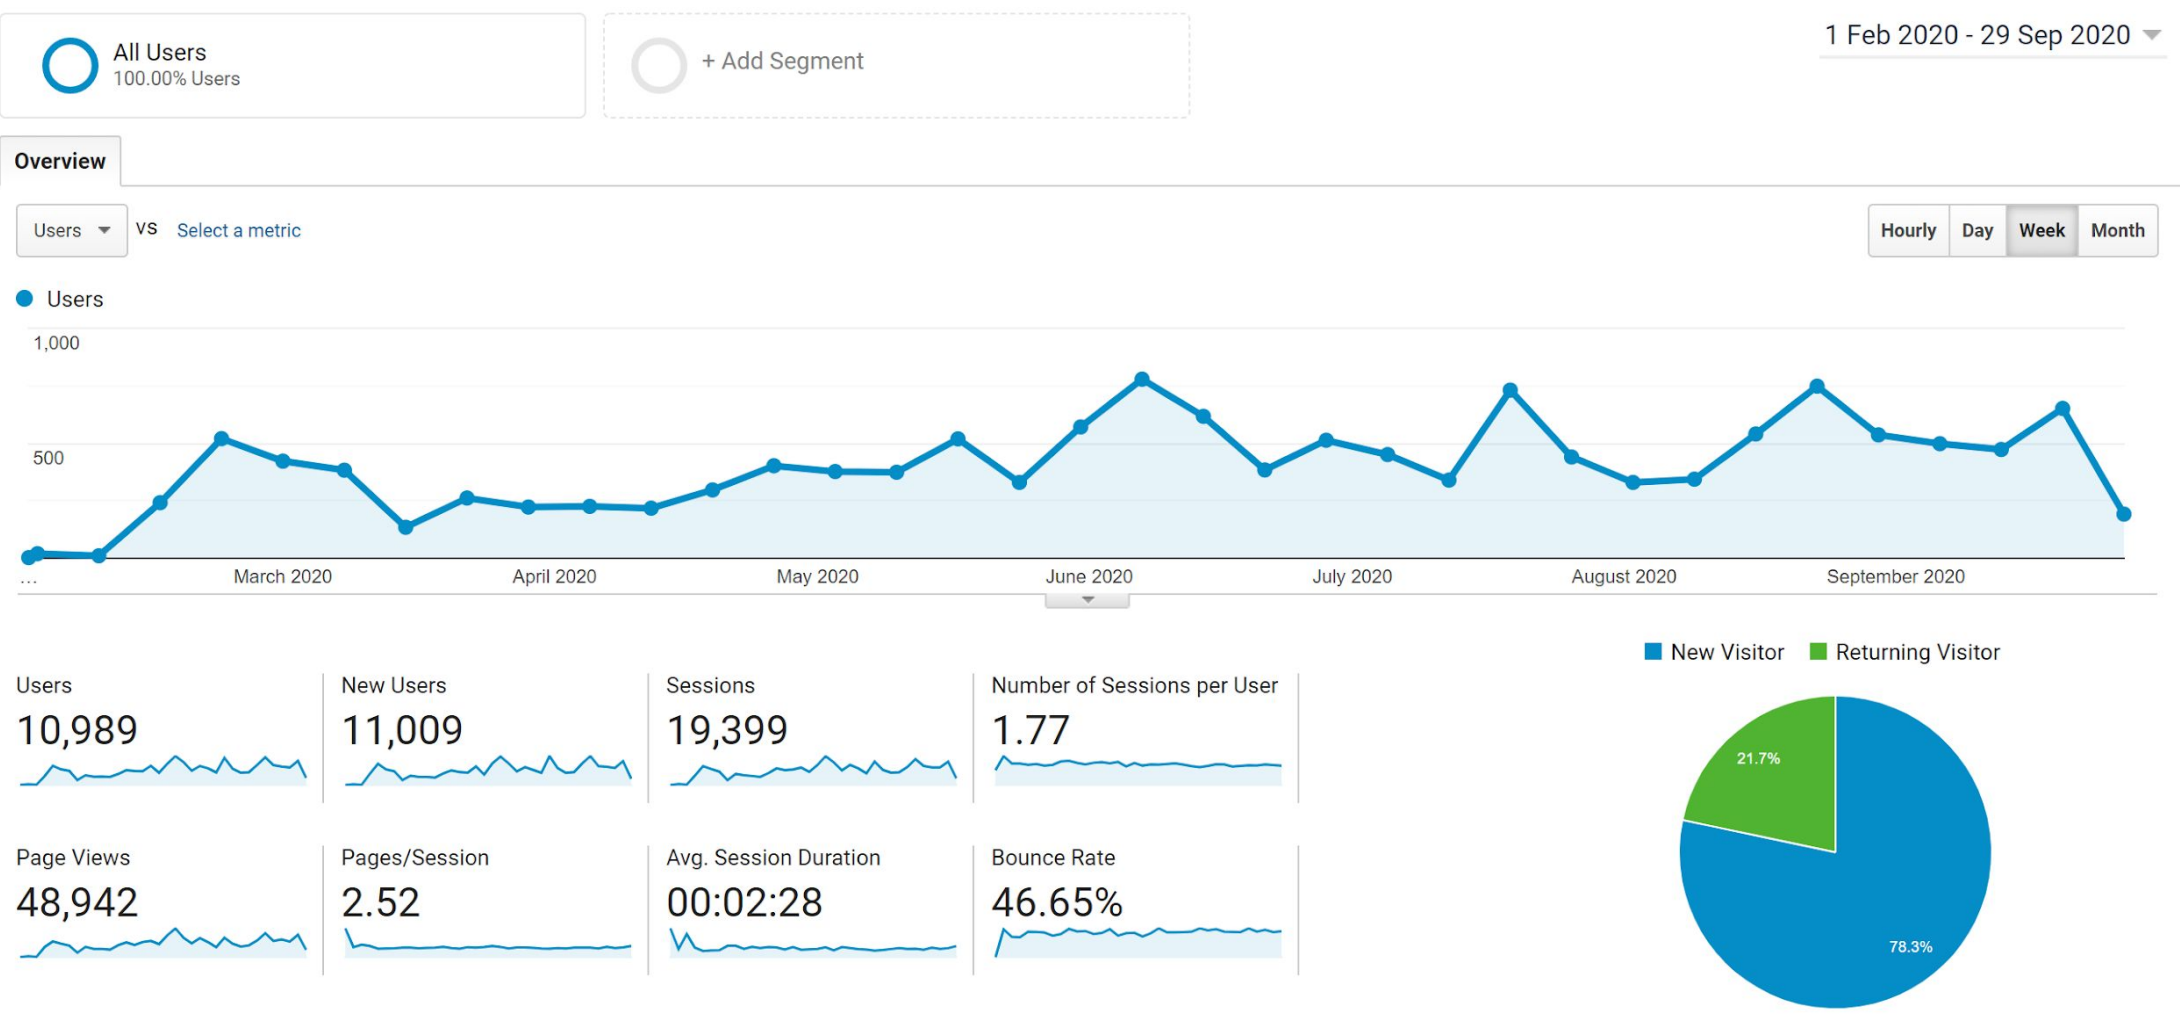 All Users
100.00% Users
+ Add Segment
1 Feb 2020 - 29 Sep 2020
Overview
Users VS Select a metric
Hourly Day Week Month
Users
1,000
500
...
March 2020 April 2020 May 2020 June 2020 July 2020 August 2020 September 2020
New Visitor Returning Visitor
Users
10,989
New Users
11,009
Sessions
19,399
Number of Sessions per User
1.77
Page Views
48,942
Pages/Session
2.52
Avg. Session Duration
00:02:28
Bounce Rate
46.65%
21.7%
78.3%